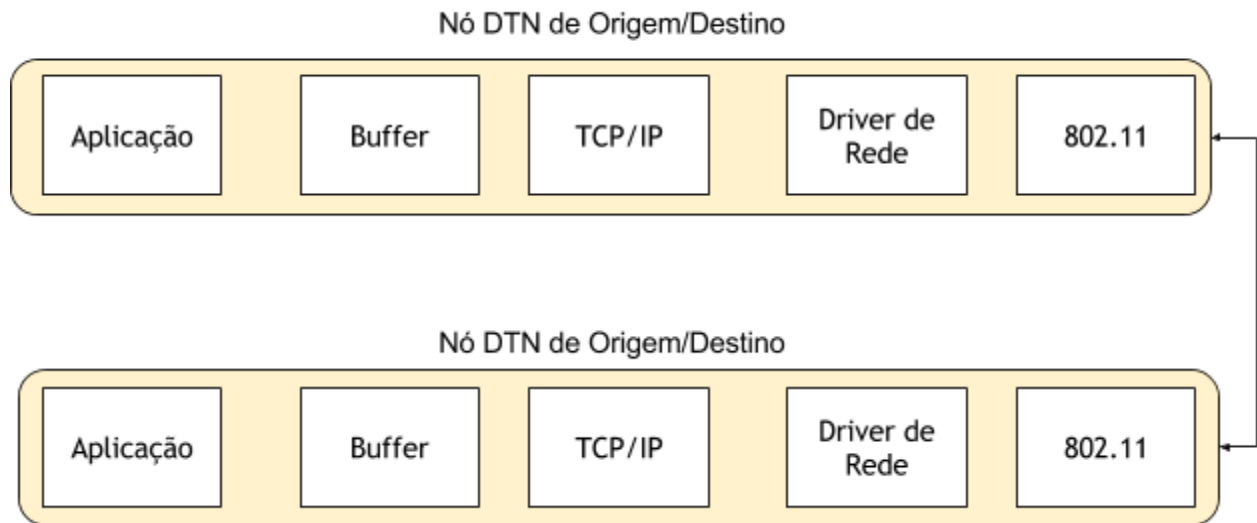 Nó DTN de Origem/Destino
Aplicação
Buffer
TCP/IP
Driver de
Rede
802.11
Nó DTN de Origem/Destino
Aplicação
Buffer
TCP/IP
Driver de
Rede
802.11